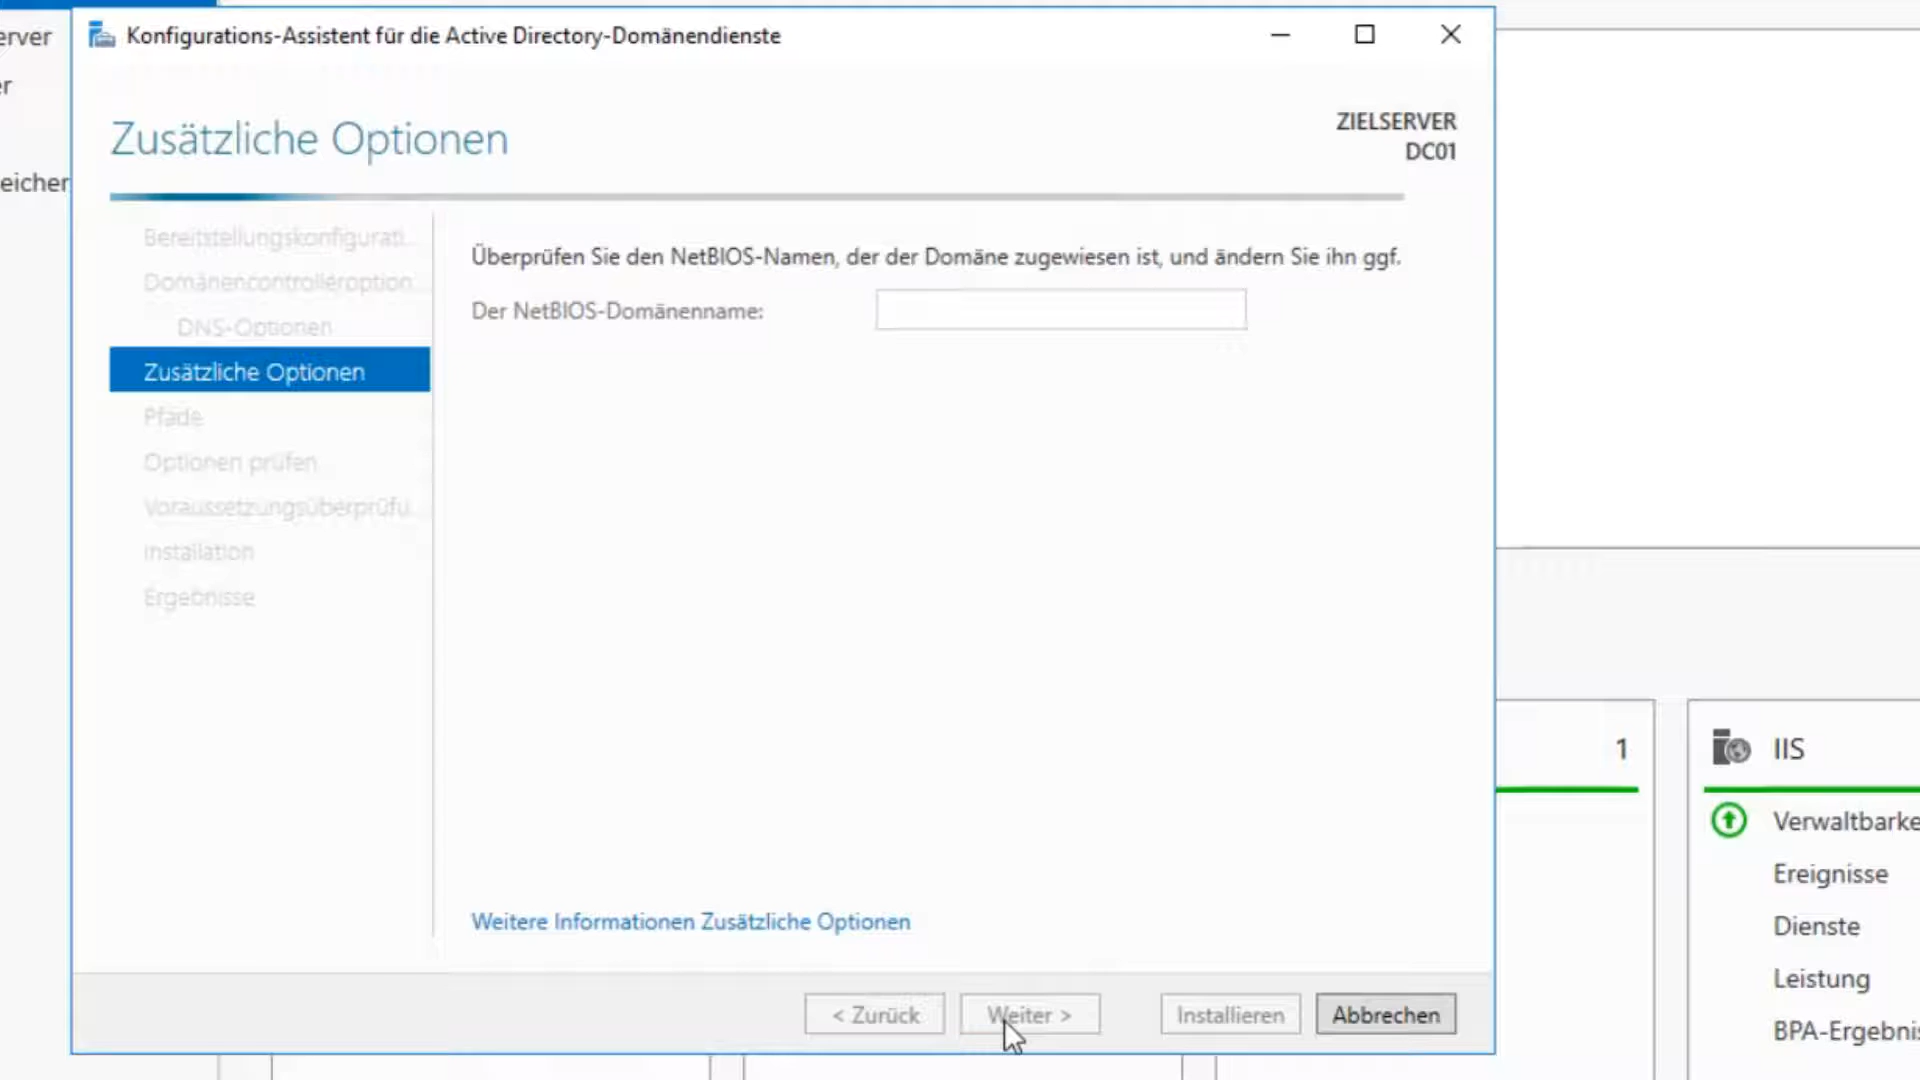 Konfigurations-Assistent für die Active Directory-Domänendienste
erver
er
eicher
Zusätzliche Optionen
ZIELSERVER
DC01
Bereitstellungskonfigurati...
Domänencontrolleroption...
DNS-Optionen
Zusätzliche Optionen
Pfade
Optionen prüfen
Voraussetzungsüberprüfu...
Installation
Ergebnisse
Überprüfen Sie den NetBIOS-Namen, der der Domäne zugewiesen ist, und ändern Sie ihn ggf.
Der NetBIOS-Domänenname:
Weitere Informationen Zusätzliche Optionen
< Zurück
Weiter >
Installieren
Abbrechen
1
IIS
Verwaltbarke
Ereignisse
Dienste
Leistung
BPA-Ergebnis